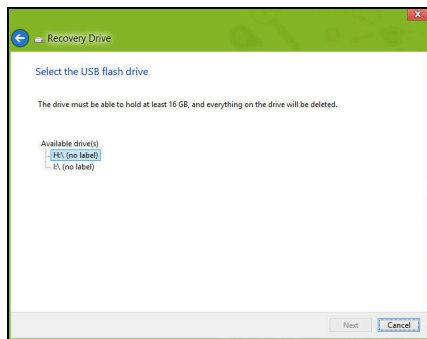 Recovery Drive
Select the USB flash drive
The drive must be able to hold at least 16 GB, and everything on the drive will be deleted.
Available drive(s)
H:\ (no label)
I:\ (no label)
Next
Cancel